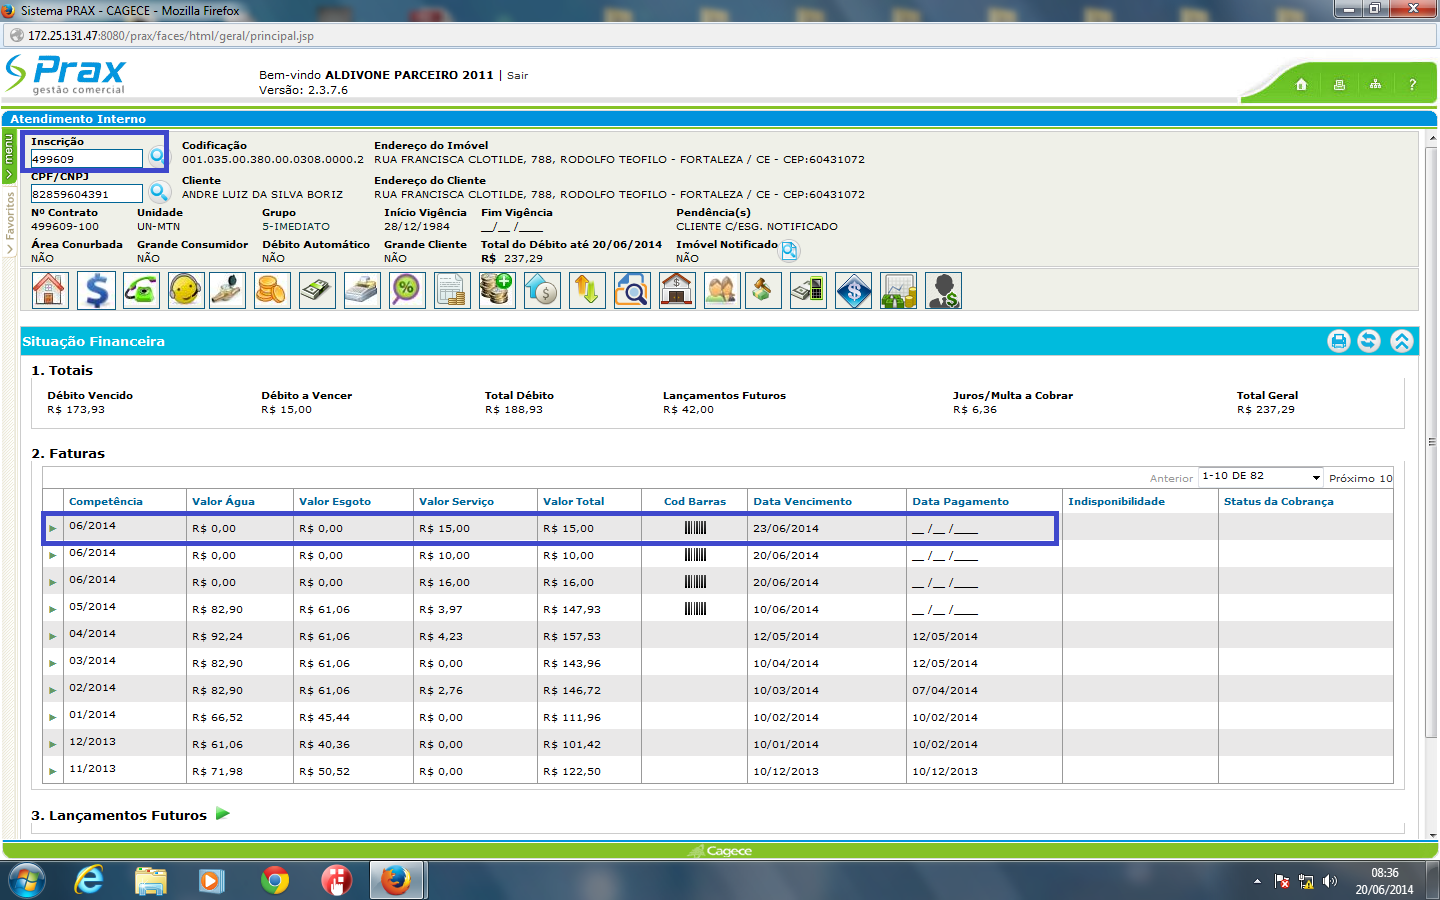 Sistema PRAX - CAGECE - Mozilla Firefox
172.25.131.47:8080/prax/faces/html/geral/principal.jsp
Prax
gestão comercial
Bem-vindo ALDIVONE PARCEIRO 2011 | Sair
Versão: 2.3.7.6
?
Atendimento Interno
menu
Favoritos
Inscrição Codificação Endereço do Imóvel
499609 001.035.00.380.00.0308.0000.2 RUA FRANCISCA CLOTILDE, 788, RODOLFO TEOFILO - FORTALEZA / CE - CEP:60431072
CPF/CNPJ Cliente Endereço do Cliente
82859604391 ANDRE LUIZ DA SILVA BORIZ RUA FRANCISCA CLOTILDE, 788, RODOLFO TEOFILO - FORTALEZA / CE - CEP:60431072
Nº Contrato Unidade Grupo Início Vigência Fim Vigência Pendência(s)
499609-100 UN-MTN 5-IMEDIATO 28/12/1984 __/__ /____ CLIENTE C/ESG. NOTIFICADO
Área Conurbada Grande Consumidor Débito Automático Grande Cliente Total do Débito até 20/06/2014 Imóvel Notificado
NÃO NÃO NÃO NÃO R$ 237,29 NÃO
Situação Financeira
1. Totais
Débito Vencido Débito a Vencer Total Débito Lançamentos Futuros Juros/Multa a Cobrar Total Geral
R$ 173,93 R$ 15,00 R$ 188,93 R$ 42,00 R$ 6,36 R$ 237,29
2. Faturas
Anterior 1-10 DE 82 Próximo 10
Competência Valor Água Valor Esgoto Valor Serviço Valor Total Cod Barras Data Vencimento Data Pagamento Indisponibilidade Status da Cobrança
06/2014 R$ 0,00 R$ 0,00 R$ 15,00 R$ 15,00 23/06/2014 __ /__ /____
06/2014 R$ 0,00 R$ 0,00 R$ 10,00 R$ 10,00 20/06/2014 __ /__ /____
06/2014 R$ 0,00 R$ 0,00 R$ 16,00 R$ 16,00 20/06/2014 __ /__ /____
05/2014 R$ 82,90 R$ 61,06 R$ 3,97 R$ 147,93 10/06/2014 __ /__ /____
04/2014 R$ 92,24 R$ 61,06 R$ 4,23 R$ 157,53 12/05/2014 12/05/2014
03/2014 R$ 82,90 R$ 61,06 R$ 0,00 R$ 143,96 10/04/2014 12/05/2014
02/2014 R$ 82,90 R$ 61,06 R$ 2,76 R$ 146,72 10/03/2014 07/04/2014
01/2014 R$ 66,52 R$ 45,44 R$ 0,00 R$ 111,96 10/02/2014 10/02/2014
12/2013 R$ 61,06 R$ 40,36 R$ 0,00 R$ 101,42 10/01/2014 10/02/2014
11/2013 R$ 71,98 R$ 50,52 R$ 0,00 R$ 122,50 10/12/2013 10/12/2013
3. Lançamentos Futuros
Cagece
08:36
20/06/2014